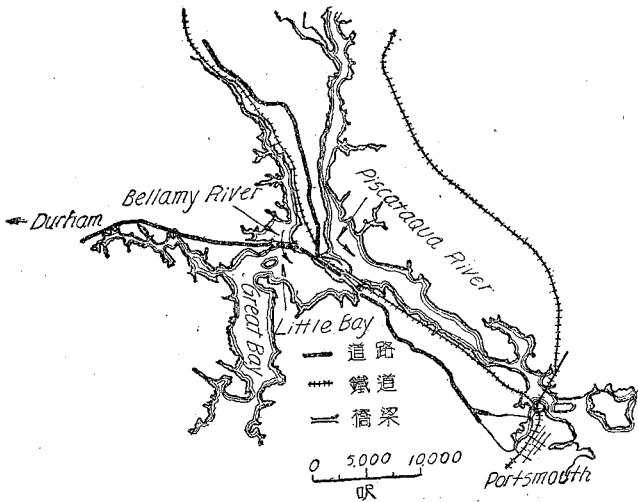 Bellamy River
Piscataqua River
Durham
Great Bay
Little Bay
道路
鐵道
橋梁
0 5,000 10,000
呎
Portsmouth